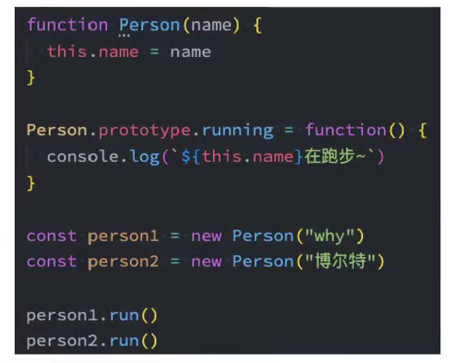 function Person(name) {
  this.name = name
}
Person.prototype.running = function() {
  console.log(`${this.name}在跑步~`)
}
const person1 = new Person("why")
const person2 = new Person("博尔特")
person1.run()
person2.run()